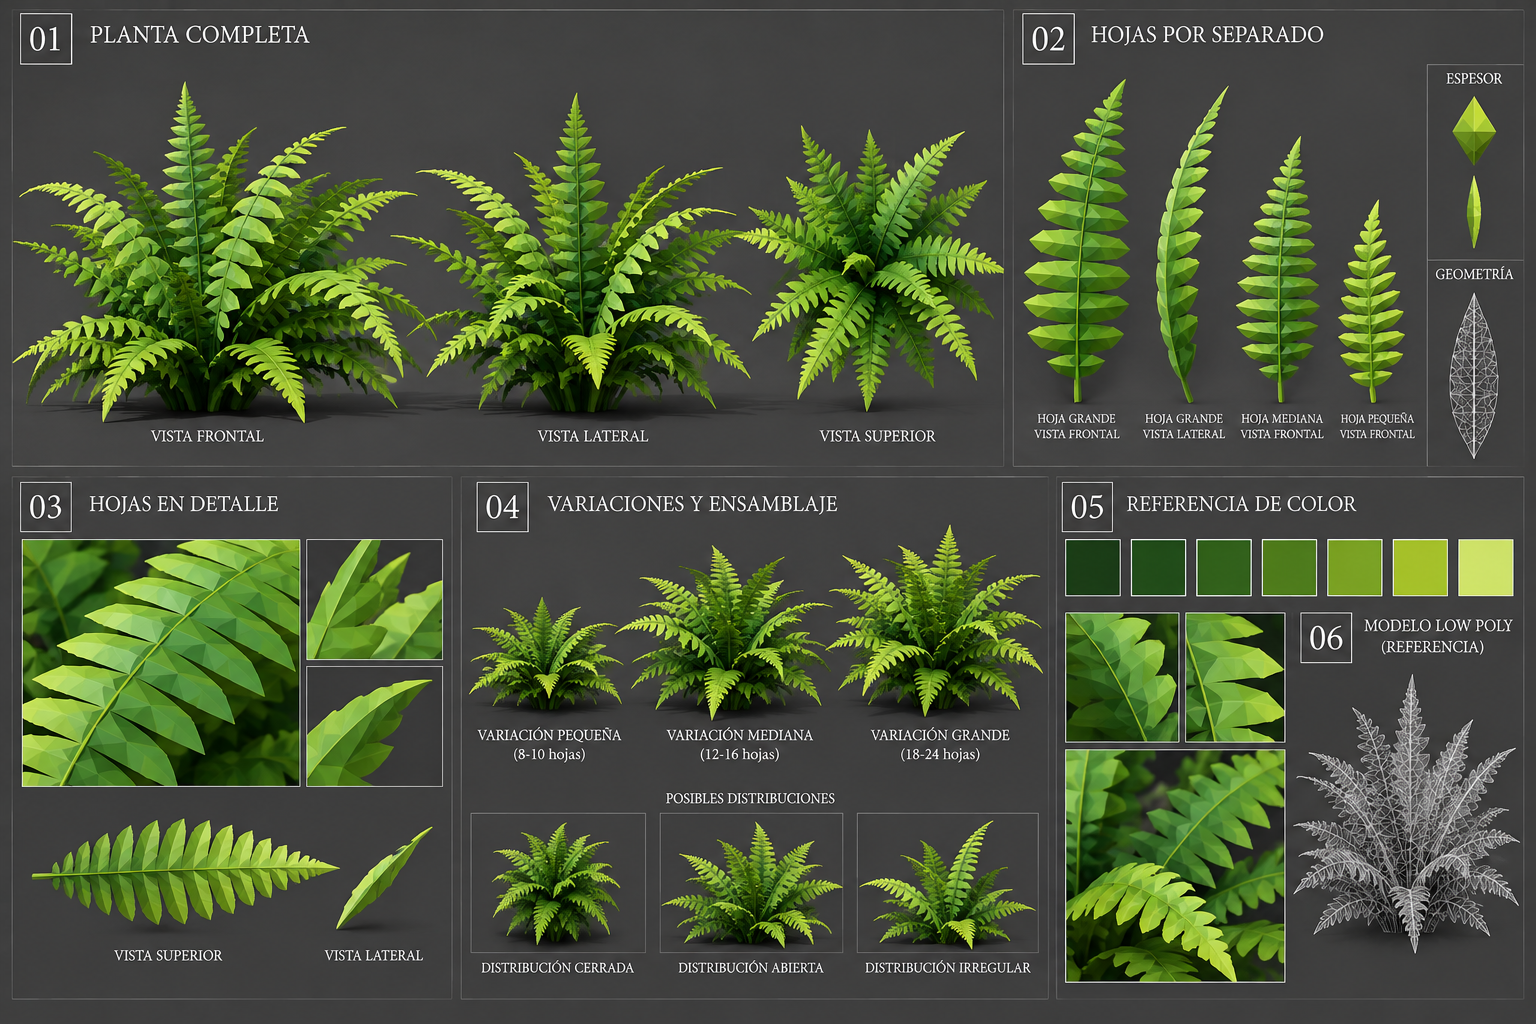 01
PLANTA COMPLETA
VISTA FRONTAL
VISTA LATERAL
VISTA SUPERIOR
02
HOJAS POR SEPARADO
ESPESOR
GEOMETRÍA
HOJA GRANDE
VISTA FRONTAL
HOJA GRANDE
VISTA LATERAL
HOJA MEDIANA
VISTA FRONTAL
HOJA PEQUEÑA
VISTA FRONTAL
03
HOJAS EN DETALLE
VISTA SUPERIOR
VISTA LATERAL
04
VARIACIONES Y ENSAMBLAJE
VARIACIÓN PEQUEÑA
(8-10 hojas)
VARIACIÓN MEDIANA
(12-16 hojas)
VARIACIÓN GRANDE
(18-24 hojas)
POSIBLES DISTRIBUCIONES
DISTRIBUCIÓN CERRADA
DISTRIBUCIÓN ABIERTA
DISTRIBUCIÓN IRREGULAR
05
REFERENCIA DE COLOR
06
MODELO LOW POLY
(REFERENCIA)